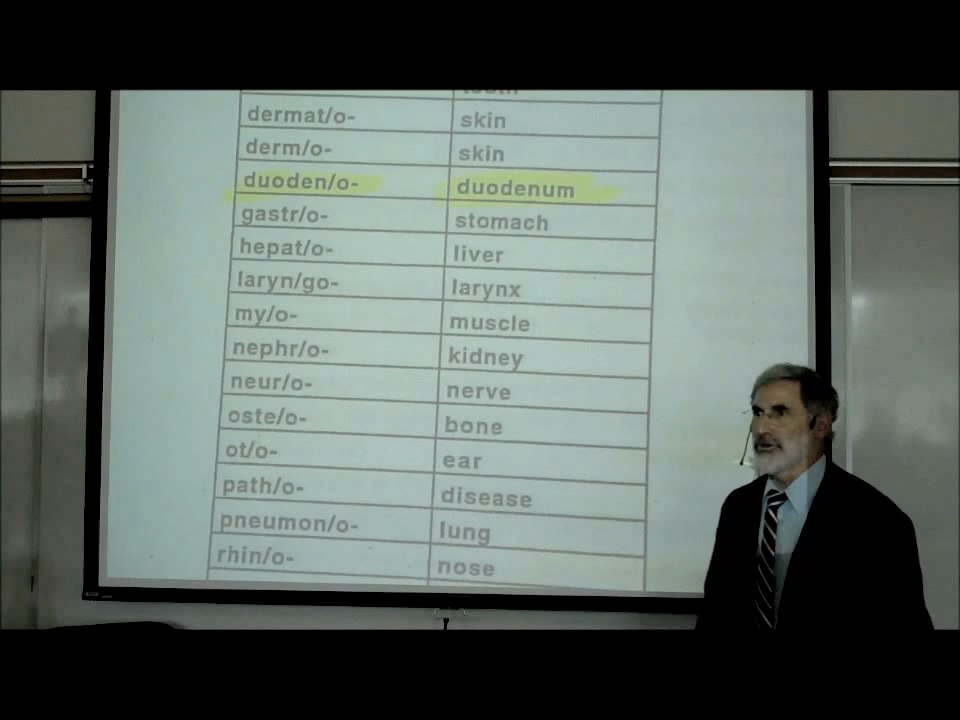 tooth
dermat/o- skin
derm/o- skin
duoden/o- duodenum
gastr/o- stomach
hepat/o- liver
laryn/go- larynx
my/o- muscle
nephr/o- kidney
neur/o- nerve
oste/o- bone
ot/o- ear
path/o- disease
pneumon/o- lung
rhin/o- nose